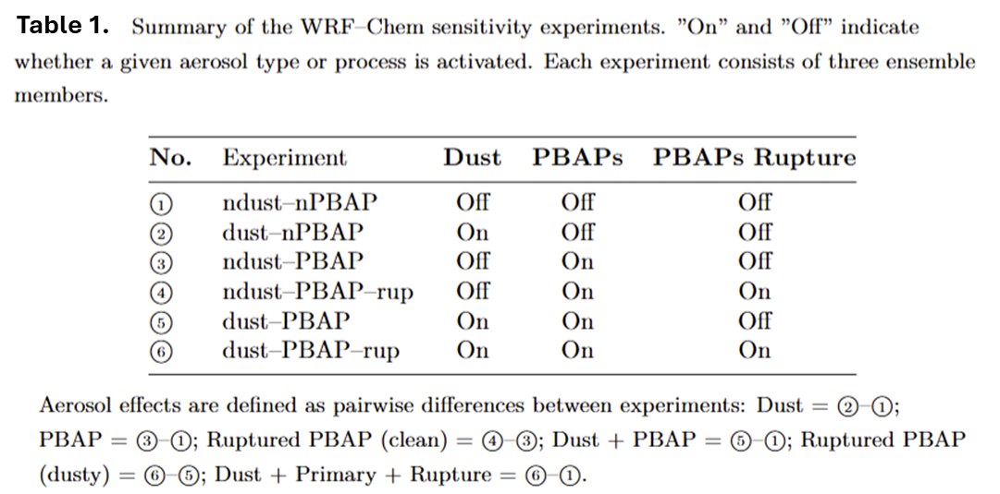 Table 1. Summary of the WRF–Chem sensitivity experiments. ”On” and ”Off” indicate
whether a given aerosol type or process is activated. Each experiment consists of three ensemble
members.
No. Experiment Dust PBAPs PBAPs Rupture
① ndust–nPBAP Off Off Off
② dust–nPBAP On Off Off
③ ndust–PBAP Off On Off
④ ndust–PBAP–rup Off On On
⑤ dust–PBAP On On Off
⑥ dust–PBAP–rup On On On
Aerosol effects are defined as pairwise differences between experiments: Dust = ②–①;
PBAP = ③–①; Ruptured PBAP (clean) = ④–③; Dust + PBAP = ⑤–①; Ruptured PBAP
(dusty) = ⑥–⑤; Dust + Primary + Rupture = ⑥–①.